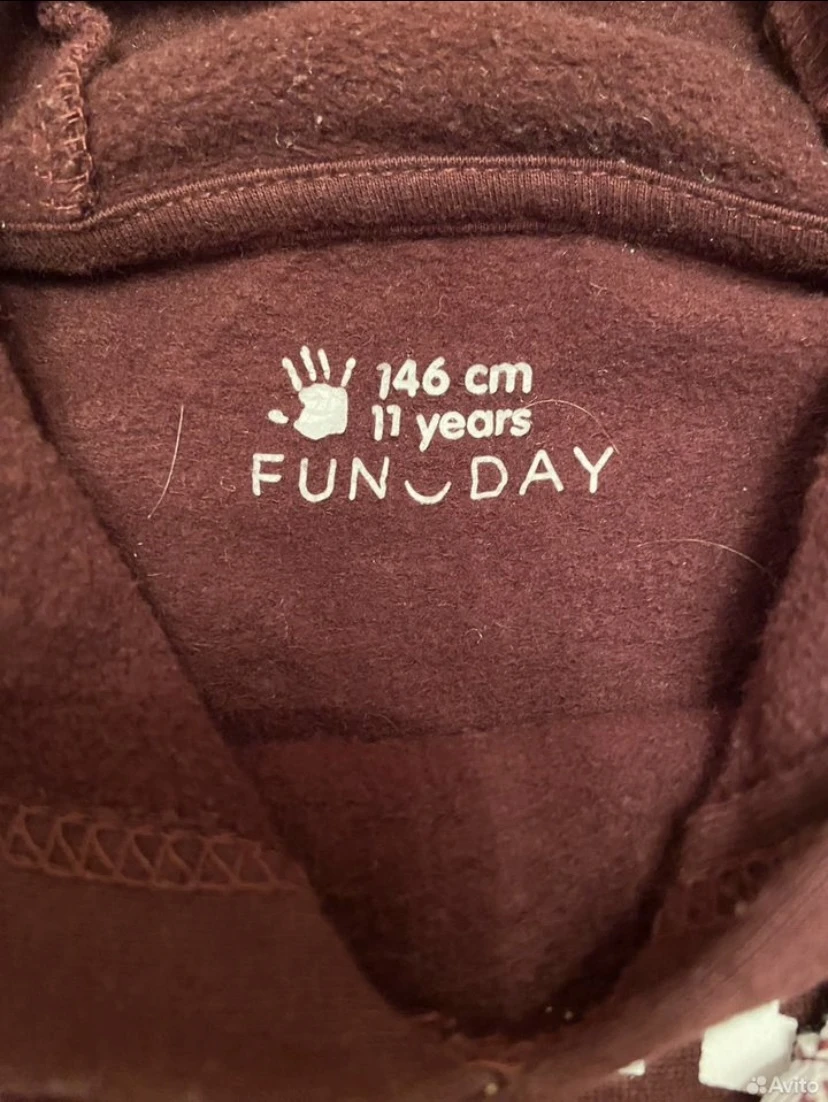 146 cm
11 years
FUN DAY
Avito